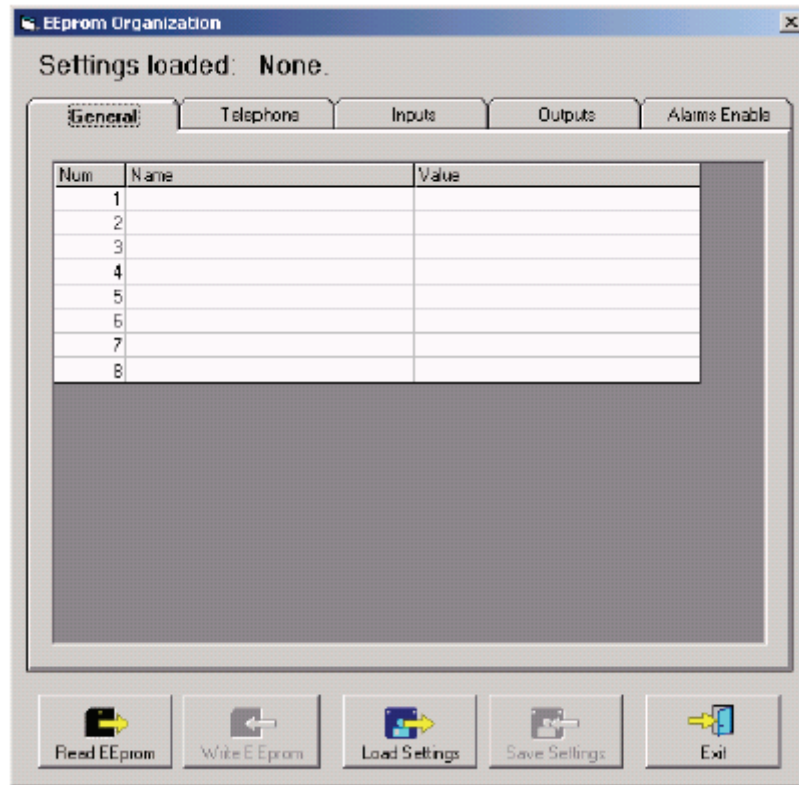 EEprom Organization
Settings loaded: None.
General Telephone Inputs Outputs Alarms Enable
Num Name Value
1
2
3
4
5
6
7
8
Read EEprom Write EEprom Load Settings Save Settings Exit